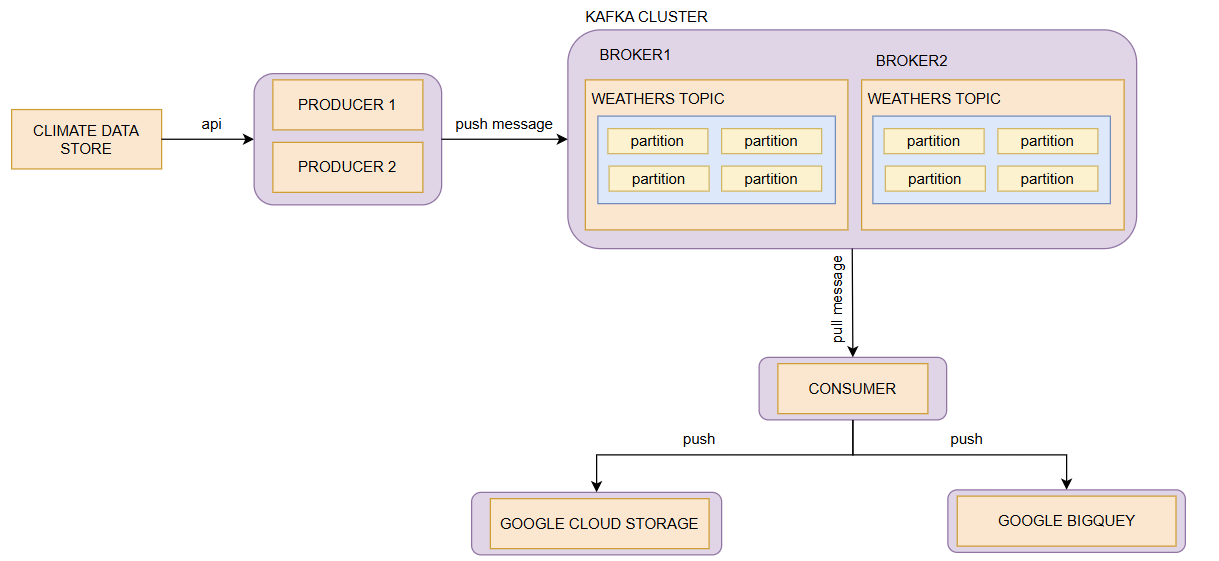 KAFKA CLUSTER
BROKER1
BROKER2
PRODUCER 1
WEATHERS TOPIC
WEATHERS TOPIC
CLIMATE DATA
STORE
api
push message
partition
partition
partition
partition
PRODUCER 2
partition
partition
partition
partition
pull message
CONSUMER
push
push
GOOGLE CLOUD STORAGE
GOOGLE BIGQUEY